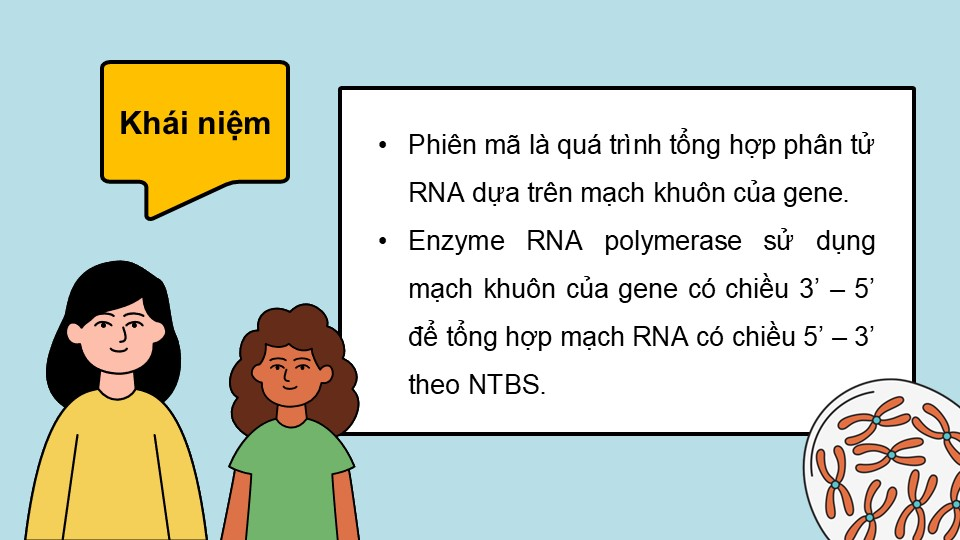 Khái niệm
• Phiên mã là quá trình tổng hợp phân tử
RNA dựa trên mạch khuôn của gene.
• Enzyme RNA polymerase sử dụng
mạch khuôn của gene có chiều 3’ – 5’
để tổng hợp mạch RNA có chiều 5’ – 3’
theo NTBS.